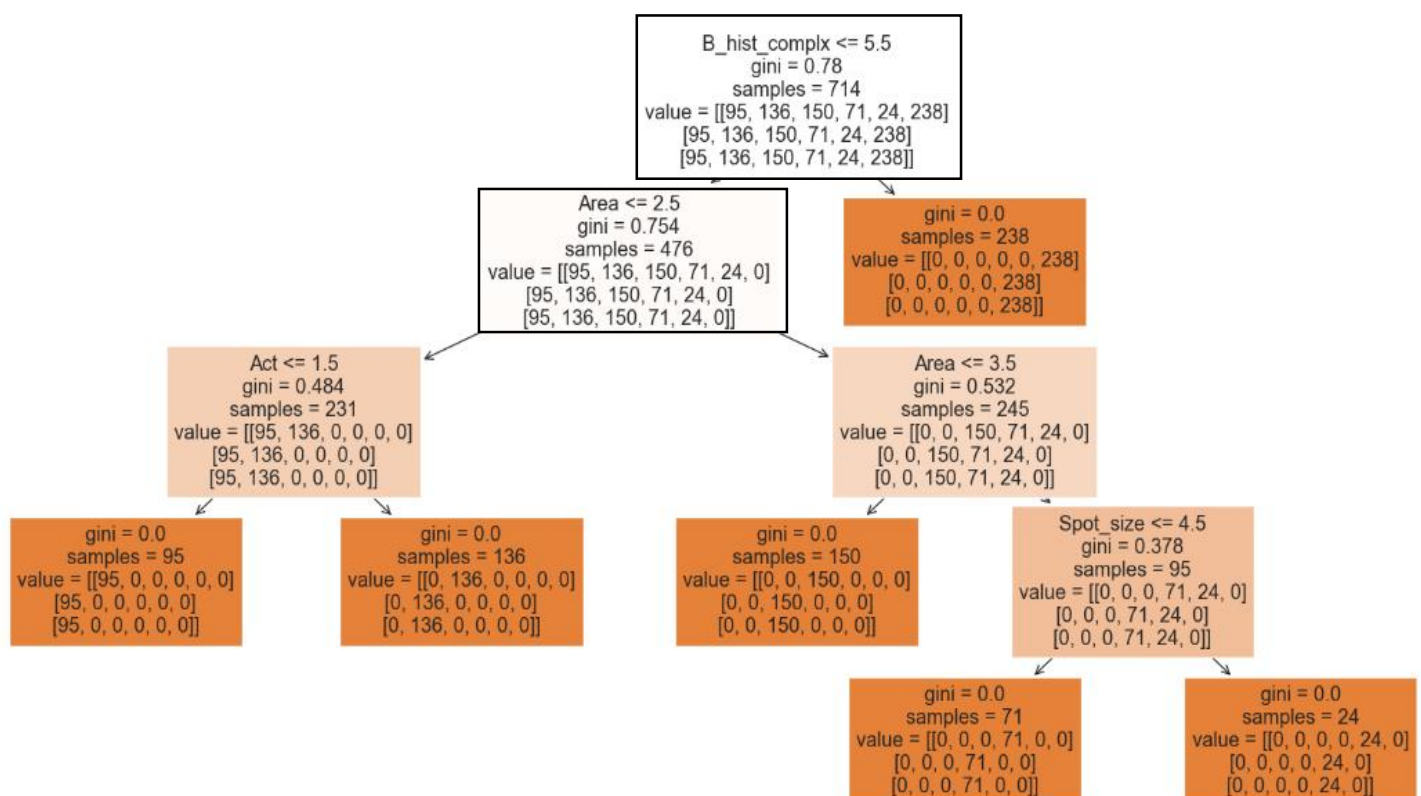 B_hist_complx <= 5.5
gini = 0.78
samples = 714
value = [[95, 136, 150, 71, 24, 238]
[95, 136, 150, 71, 24, 238]
[95, 136, 150, 71, 24, 238]]
Area <= 2.5
gini = 0.754
samples = 476
value = [[95, 136, 150, 71, 24, 0]
[95, 136, 150, 71, 24, 0]
[95, 136, 150, 71, 24, 0]]
gini = 0.0
samples = 238
value = [[0, 0, 0, 0, 0, 238]
[0, 0, 0, 0, 0, 238]
[0, 0, 0, 0, 0, 238]]
Act <= 1.5
gini = 0.484
samples = 231
value = [[95, 136, 0, 0, 0, 0]
[95, 136, 0, 0, 0, 0]
[95, 136, 0, 0, 0, 0]]
Area <= 3.5
gini = 0.532
samples = 245
value = [[0, 0, 150, 71, 24, 0]
[0, 0, 150, 71, 24, 0]
[0, 0, 150, 71, 24, 0]]
gini = 0.0
samples = 95
value = [[95, 0, 0, 0, 0, 0]
[95, 0, 0, 0, 0, 0]
[95, 0, 0, 0, 0, 0]]
gini = 0.0
samples = 136
value = [[0, 136, 0, 0, 0, 0]
[0, 136, 0, 0, 0, 0]
[0, 136, 0, 0, 0, 0]]
gini = 0.0
samples = 150
value = [[0, 0, 150, 0, 0, 0]
[0, 0, 150, 0, 0, 0]
[0, 0, 150, 0, 0, 0]]
Spot_size <= 4.5
gini = 0.378
samples = 95
value = [[0, 0, 0, 71, 24, 0]
[0, 0, 0, 71, 24, 0]
[0, 0, 0, 71, 24, 0]]
gini = 0.0
samples = 71
value = [[0, 0, 0, 71, 0, 0]
[0, 0, 0, 71, 0, 0]
[0, 0, 0, 71, 0, 0]]
gini = 0.0
samples = 24
value = [[0, 0, 0, 0, 24, 0]
[0, 0, 0, 0, 24, 0]
[0, 0, 0, 0, 24, 0]]